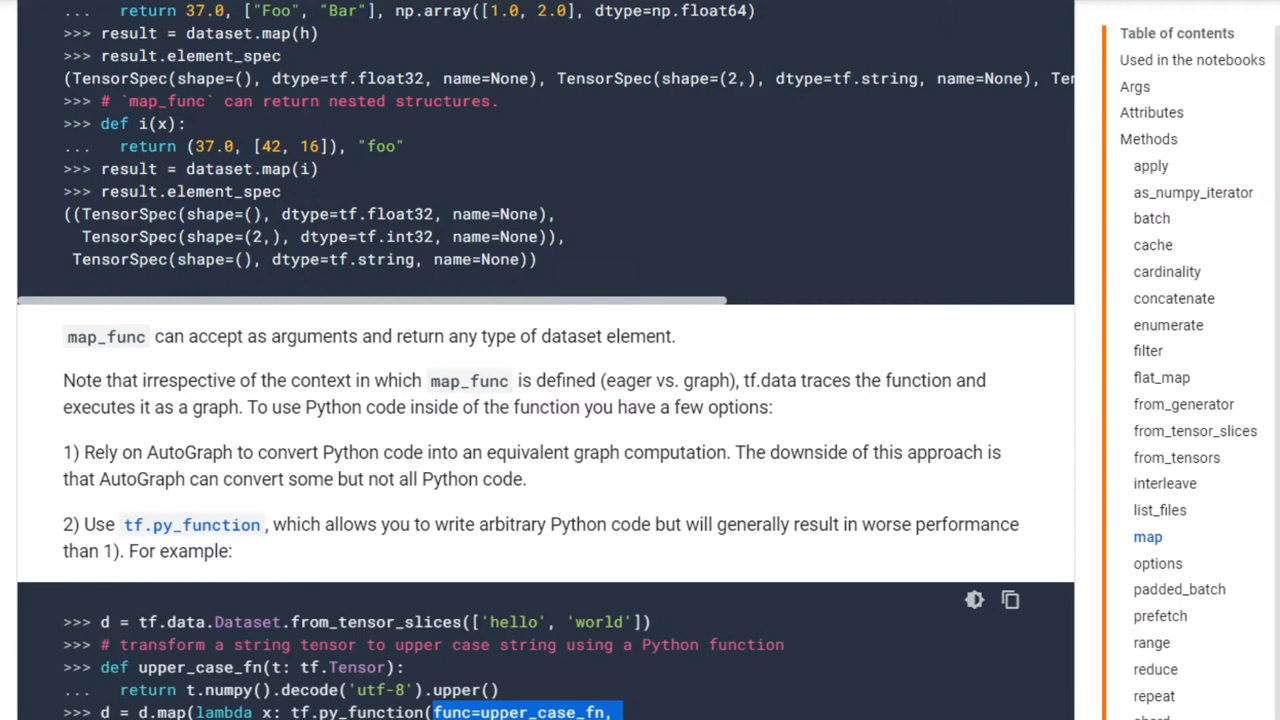 ... return 37.0, ["Foo", "Bar"], np.array([1.0, 2.0], dtype=np.float64)
>>> result = dataset.map(h)
>>> result.element_spec
(TensorSpec(shape=(), dtype=tf.float32, name=None), TensorSpec(shape=(2,), dtype=tf.string, name=None), Ten
>>> # `map_func` can return nested structures.
>>> def i(x):
... return (37.0, [42, 16]), "foo"
>>> result = dataset.map(i)
>>> result.element_spec
((TensorSpec(shape=(), dtype=tf.float32, name=None),
TensorSpec(shape=(2,), dtype=tf.int32, name=None)),
TensorSpec(shape=(), dtype=tf.string, name=None))
map_func can accept as arguments and return any type of dataset element.
Note that irrespective of the context in which map_func is defined (eager vs. graph), tf.data traces the function and
executes it as a graph. To use Python code inside of the function you have a few options:
1) Rely on AutoGraph to convert Python code into an equivalent graph computation. The downside of this approach is
that AutoGraph can convert some but not all Python code.
2) Use tf.py_function, which allows you to write arbitrary Python code but will generally result in worse performance
than 1). For example:
>>> d = tf.data.Dataset.from_tensor_slices(['hello', 'world'])
>>> # transform a string tensor to upper case string using a Python function
>>> def upper_case_fn(t: tf.Tensor):
... return t.numpy().decode('utf-8').upper()
>>> d = d.map(lambda x: tf.py_function(func=upper_case_fn,
Table of contents
Used in the notebooks
Args
Attributes
Methods
apply
as_numpy_iterator
batch
cache
cardinality
concatenate
enumerate
filter
flat_map
from_generator
from_tensor_slices
from_tensors
interleave
list_files
map
options
padded_batch
prefetch
range
reduce
repeat